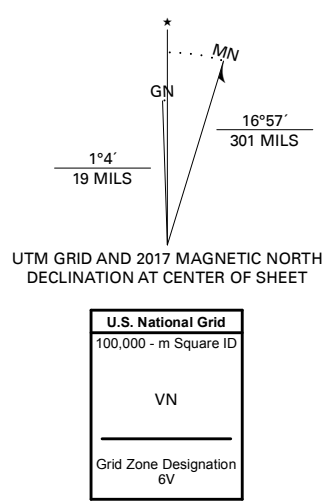 ★
MN
GN
16°57´
301 MILS
1°4´
19 MILS
UTM GRID AND 2017 MAGNETIC NORTH
DECLINATION AT CENTER OF SHEET
U.S. National Grid
100,000 - m Square ID
VN
Grid Zone Designation
6V